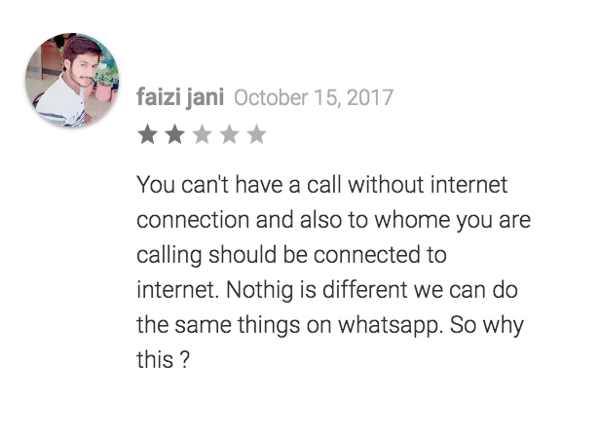 faizi jani October 15, 2017
You can't have a call without internet
connection and also to whome you are
calling should be connected to
internet. Nothig is different we can do
the same things on whatsapp. So why
this ?